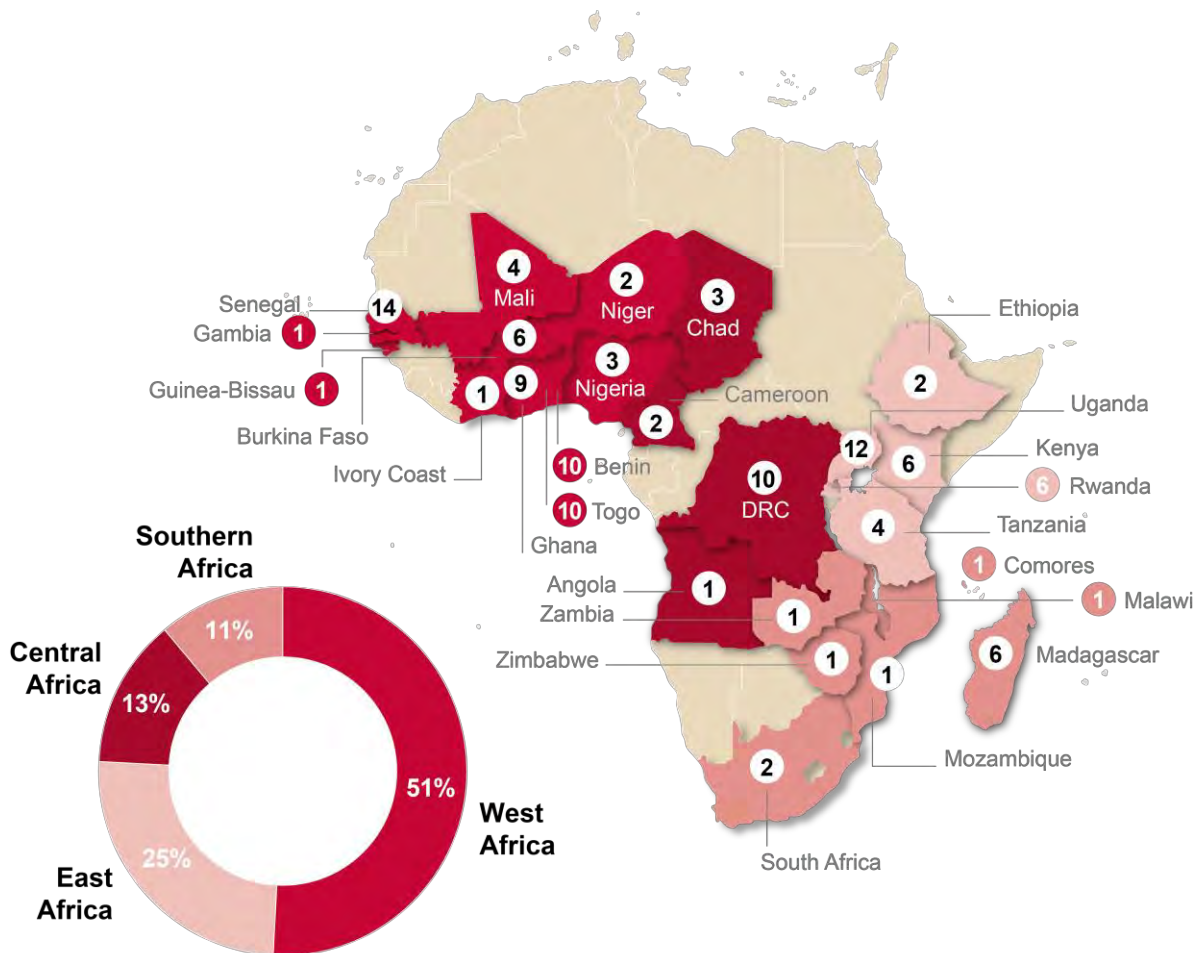 4
Mali
2
Niger
3
Chad
Senegal
14
Gambia
1
6
Guinea-Bissau
1
1
9
3
Nigeria
Cameroon
2
Burkina Faso
Ivory Coast
10
Benin
10
Togo
Ghana
Ethiopia
2
Uganda
12
Kenya
6
6
Rwanda
10
DRC
4
Tanzania
1
Comores
Angola
1
1
Malawi
Zambia
1
Zimbabwe
1
1
6
Madagascar
Mozambique
2
South Africa
Southern
Africa
11%
Central
Africa
13%
51%
West
Africa
25%
East
Africa